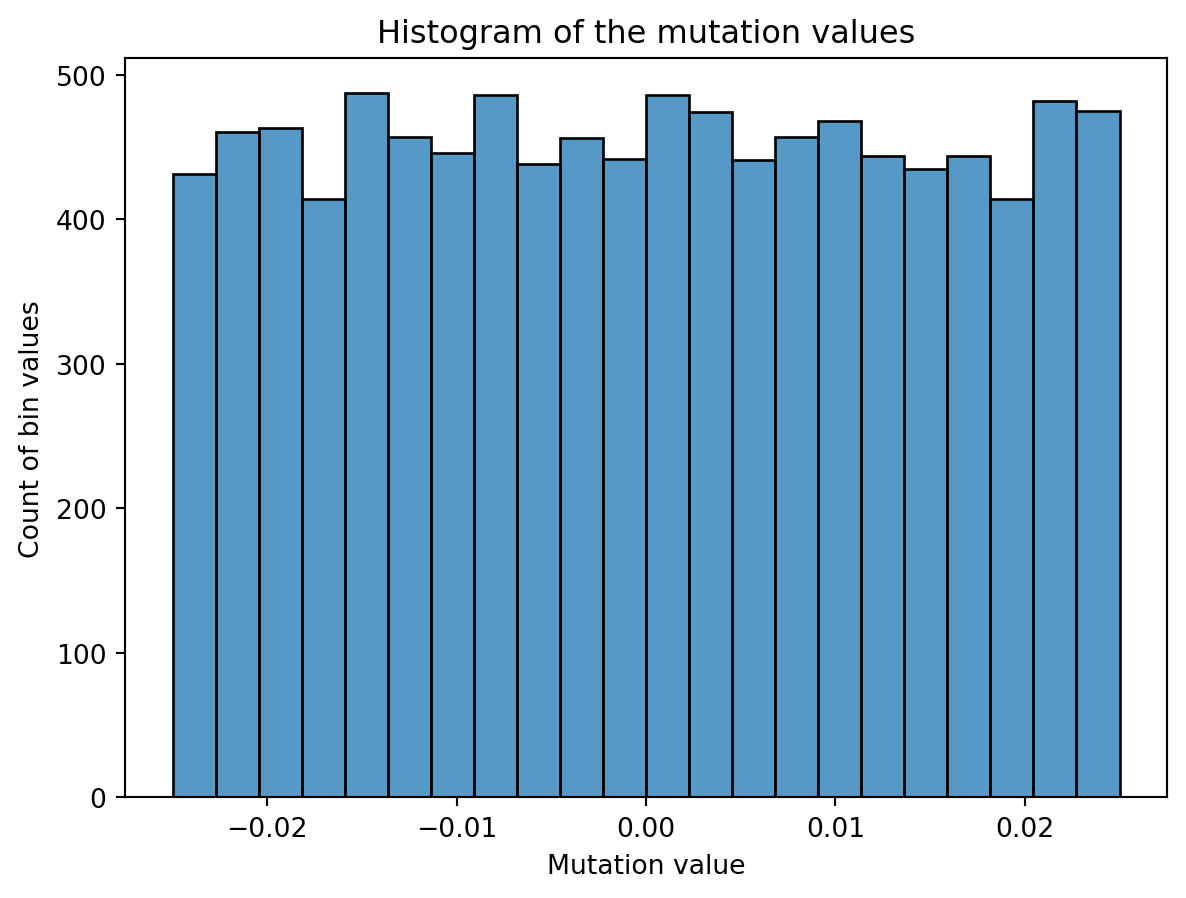 Histogram of the mutation values
500
400
300
200
100
0
Count of bin values
−0.02 −0.01 0.00 0.01 0.02
Mutation value